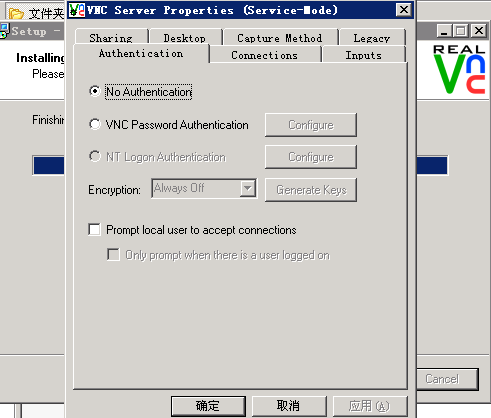 文件夹
VNC Server Properties (Service-Mode)
Setup -
Sharing Desktop Capture Method Legacy
Authentication Connections Inputs
Installing
Please
REAL
VNC
No Authentication
Finishin
VNC Password Authentication Configure
NT Logon Authentication Configure
Encryption: Always Off Generate Keys
Prompt local user to accept connections
Only prompt when there is a user logged on
Cancel
确定 取消 应用(A)